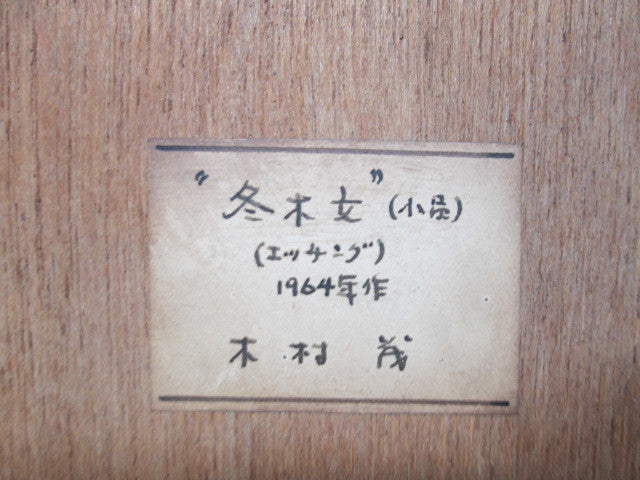 “冬木立”(小品)
(エッチング)
1964年作
木村 茂